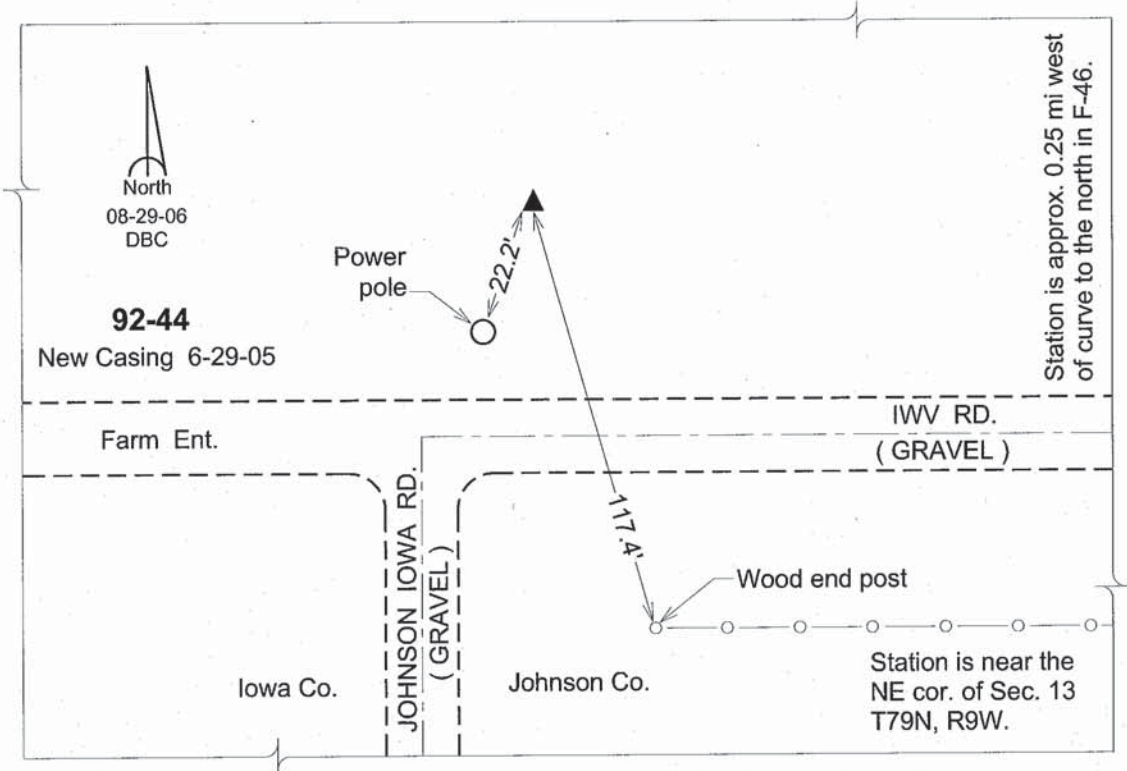 North
08-29-06
DBC
92-44
New Casing 6-29-05
Power
pole
22.2'
117.4'
Station is approx. 0.25 mi west
of curve to the north in F-46.
Farm Ent.
IWV RD.
( GRAVEL )
JOHNSON IOWA RD.
( GRAVEL )
Wood end post
Iowa Co.
Johnson Co.
Station is near the
NE cor. of Sec. 13
T79N, R9W.